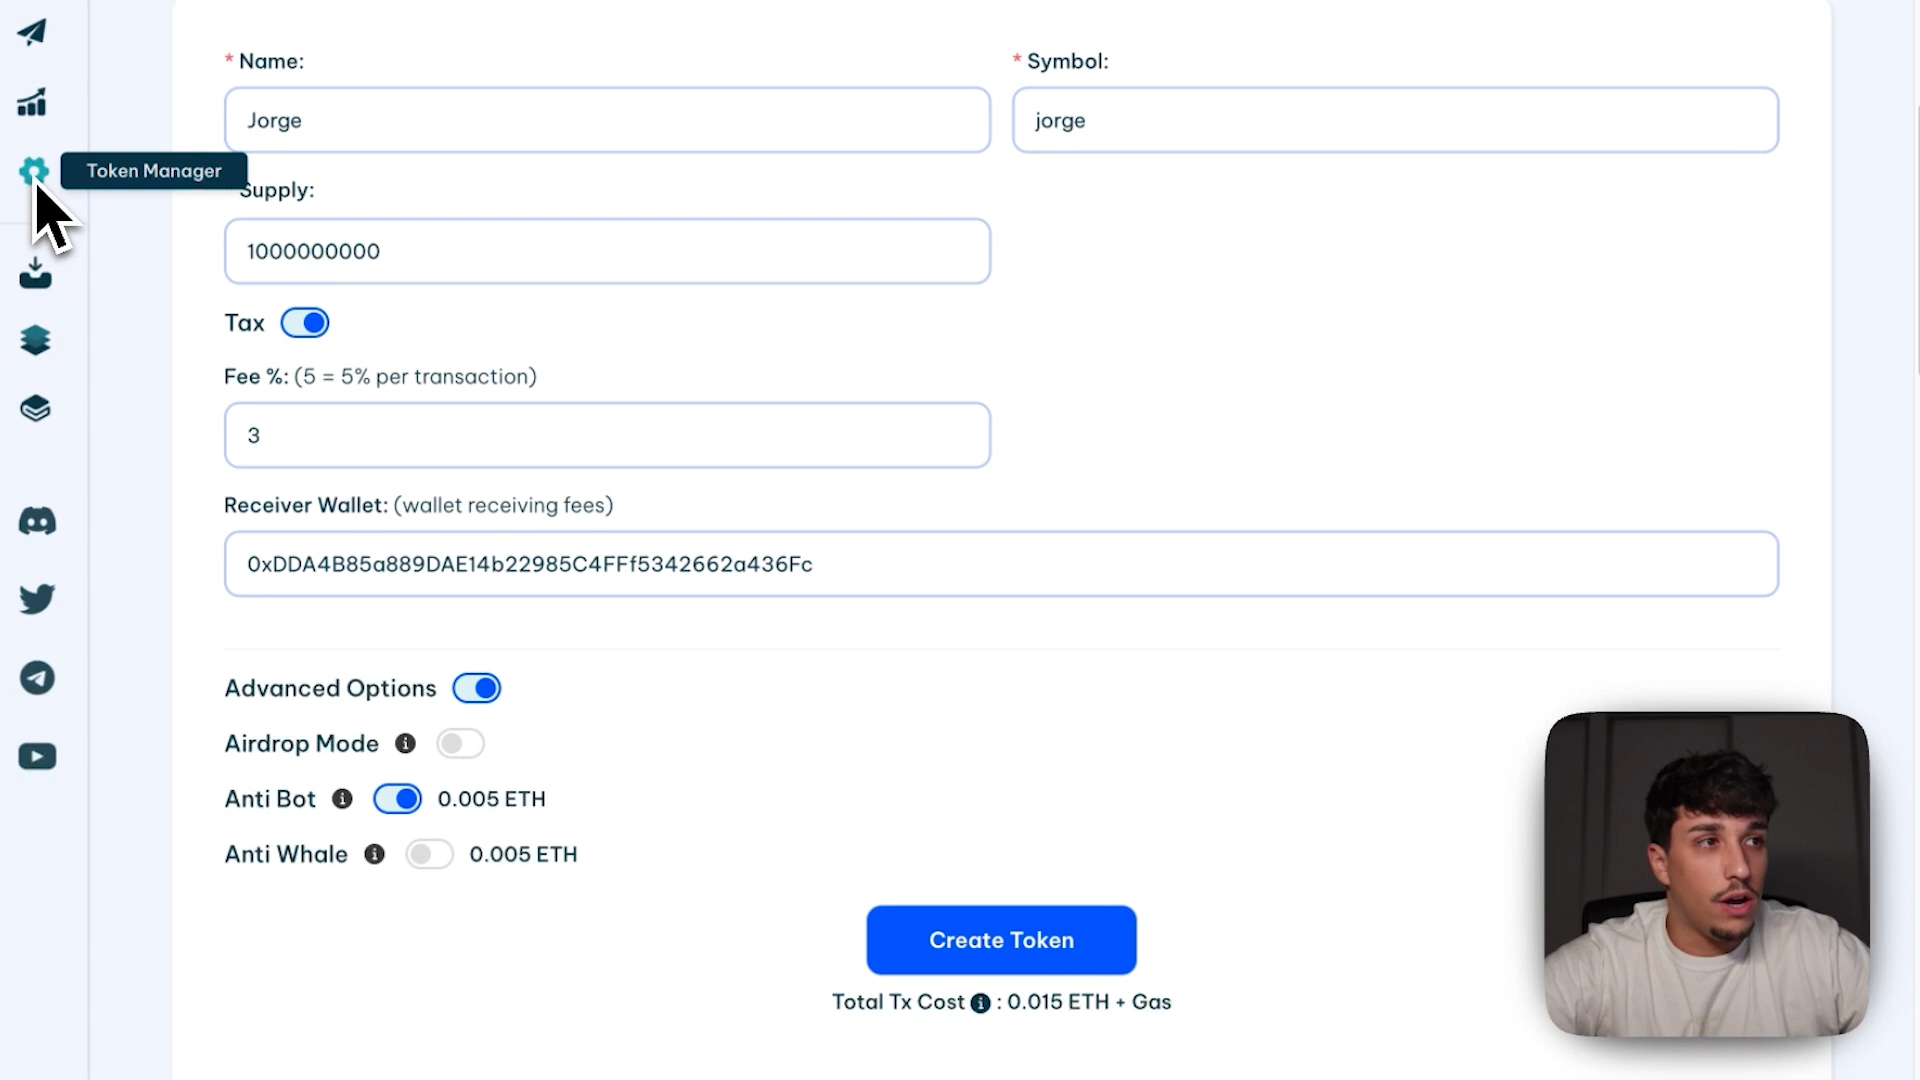 * Name:
* Symbol:
Jorge
jorge
Token Manager
Supply:
1000000000
Tax
Fee %: (5 = 5% per transaction)
3
Receiver Wallet: (wallet receiving fees)
0xDDA4B85a889DAE14b22985C4FFf5342662a436Fc
Advanced Options
Airdrop Mode
Anti Bot 0.005 ETH
Anti Whale 0.005 ETH
Create Token
Total Tx Cost : 0.015 ETH + Gas